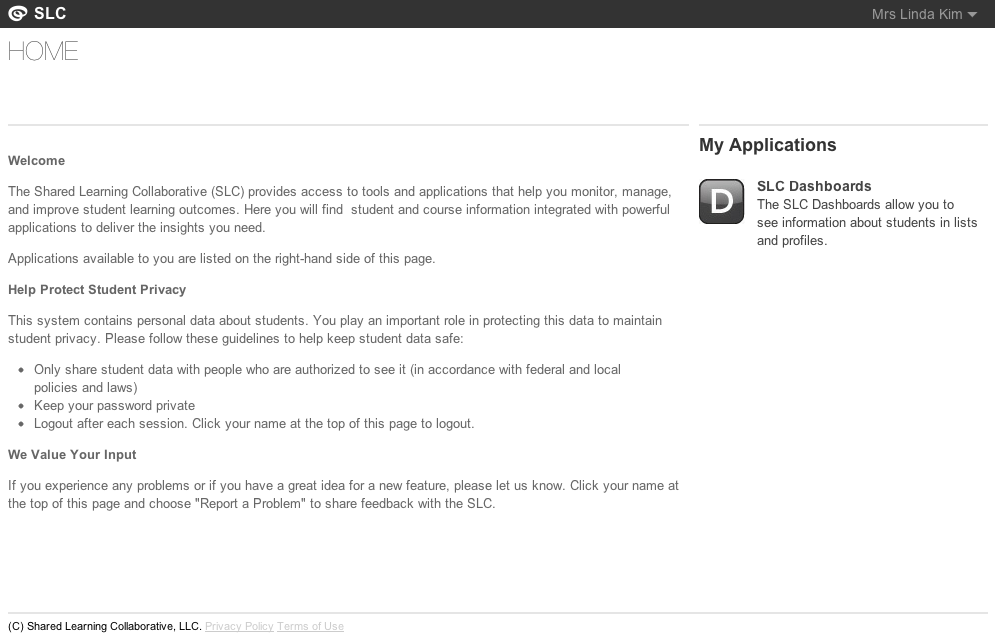 SLC
Mrs Linda Kim
HOME
Welcome
The Shared Learning Collaborative (SLC) provides access to tools and applications that help you monitor, manage,
and improve student learning outcomes. Here you will find  student and course information integrated with powerful
applications to deliver the insights you need.
Applications available to you are listed on the right-hand side of this page.
Help Protect Student Privacy
This system contains personal data about students. You play an important role in protecting this data to maintain
student privacy. Please follow these guidelines to help keep student data safe:
• Only share student data with people who are authorized to see it (in accordance with federal and local
policies and laws)
• Keep your password private
• Logout after each session. Click your name at the top of this page to logout.
We Value Your Input
If you experience any problems or if you have a great idea for a new feature, please let us know. Click your name at
the top of this page and choose "Report a Problem" to share feedback with the SLC.
My Applications
D
SLC Dashboards
The SLC Dashboards allow you to
see information about students in lists
and profiles.
(C) Shared Learning Collaborative, LLC. Privacy Policy Terms of Use